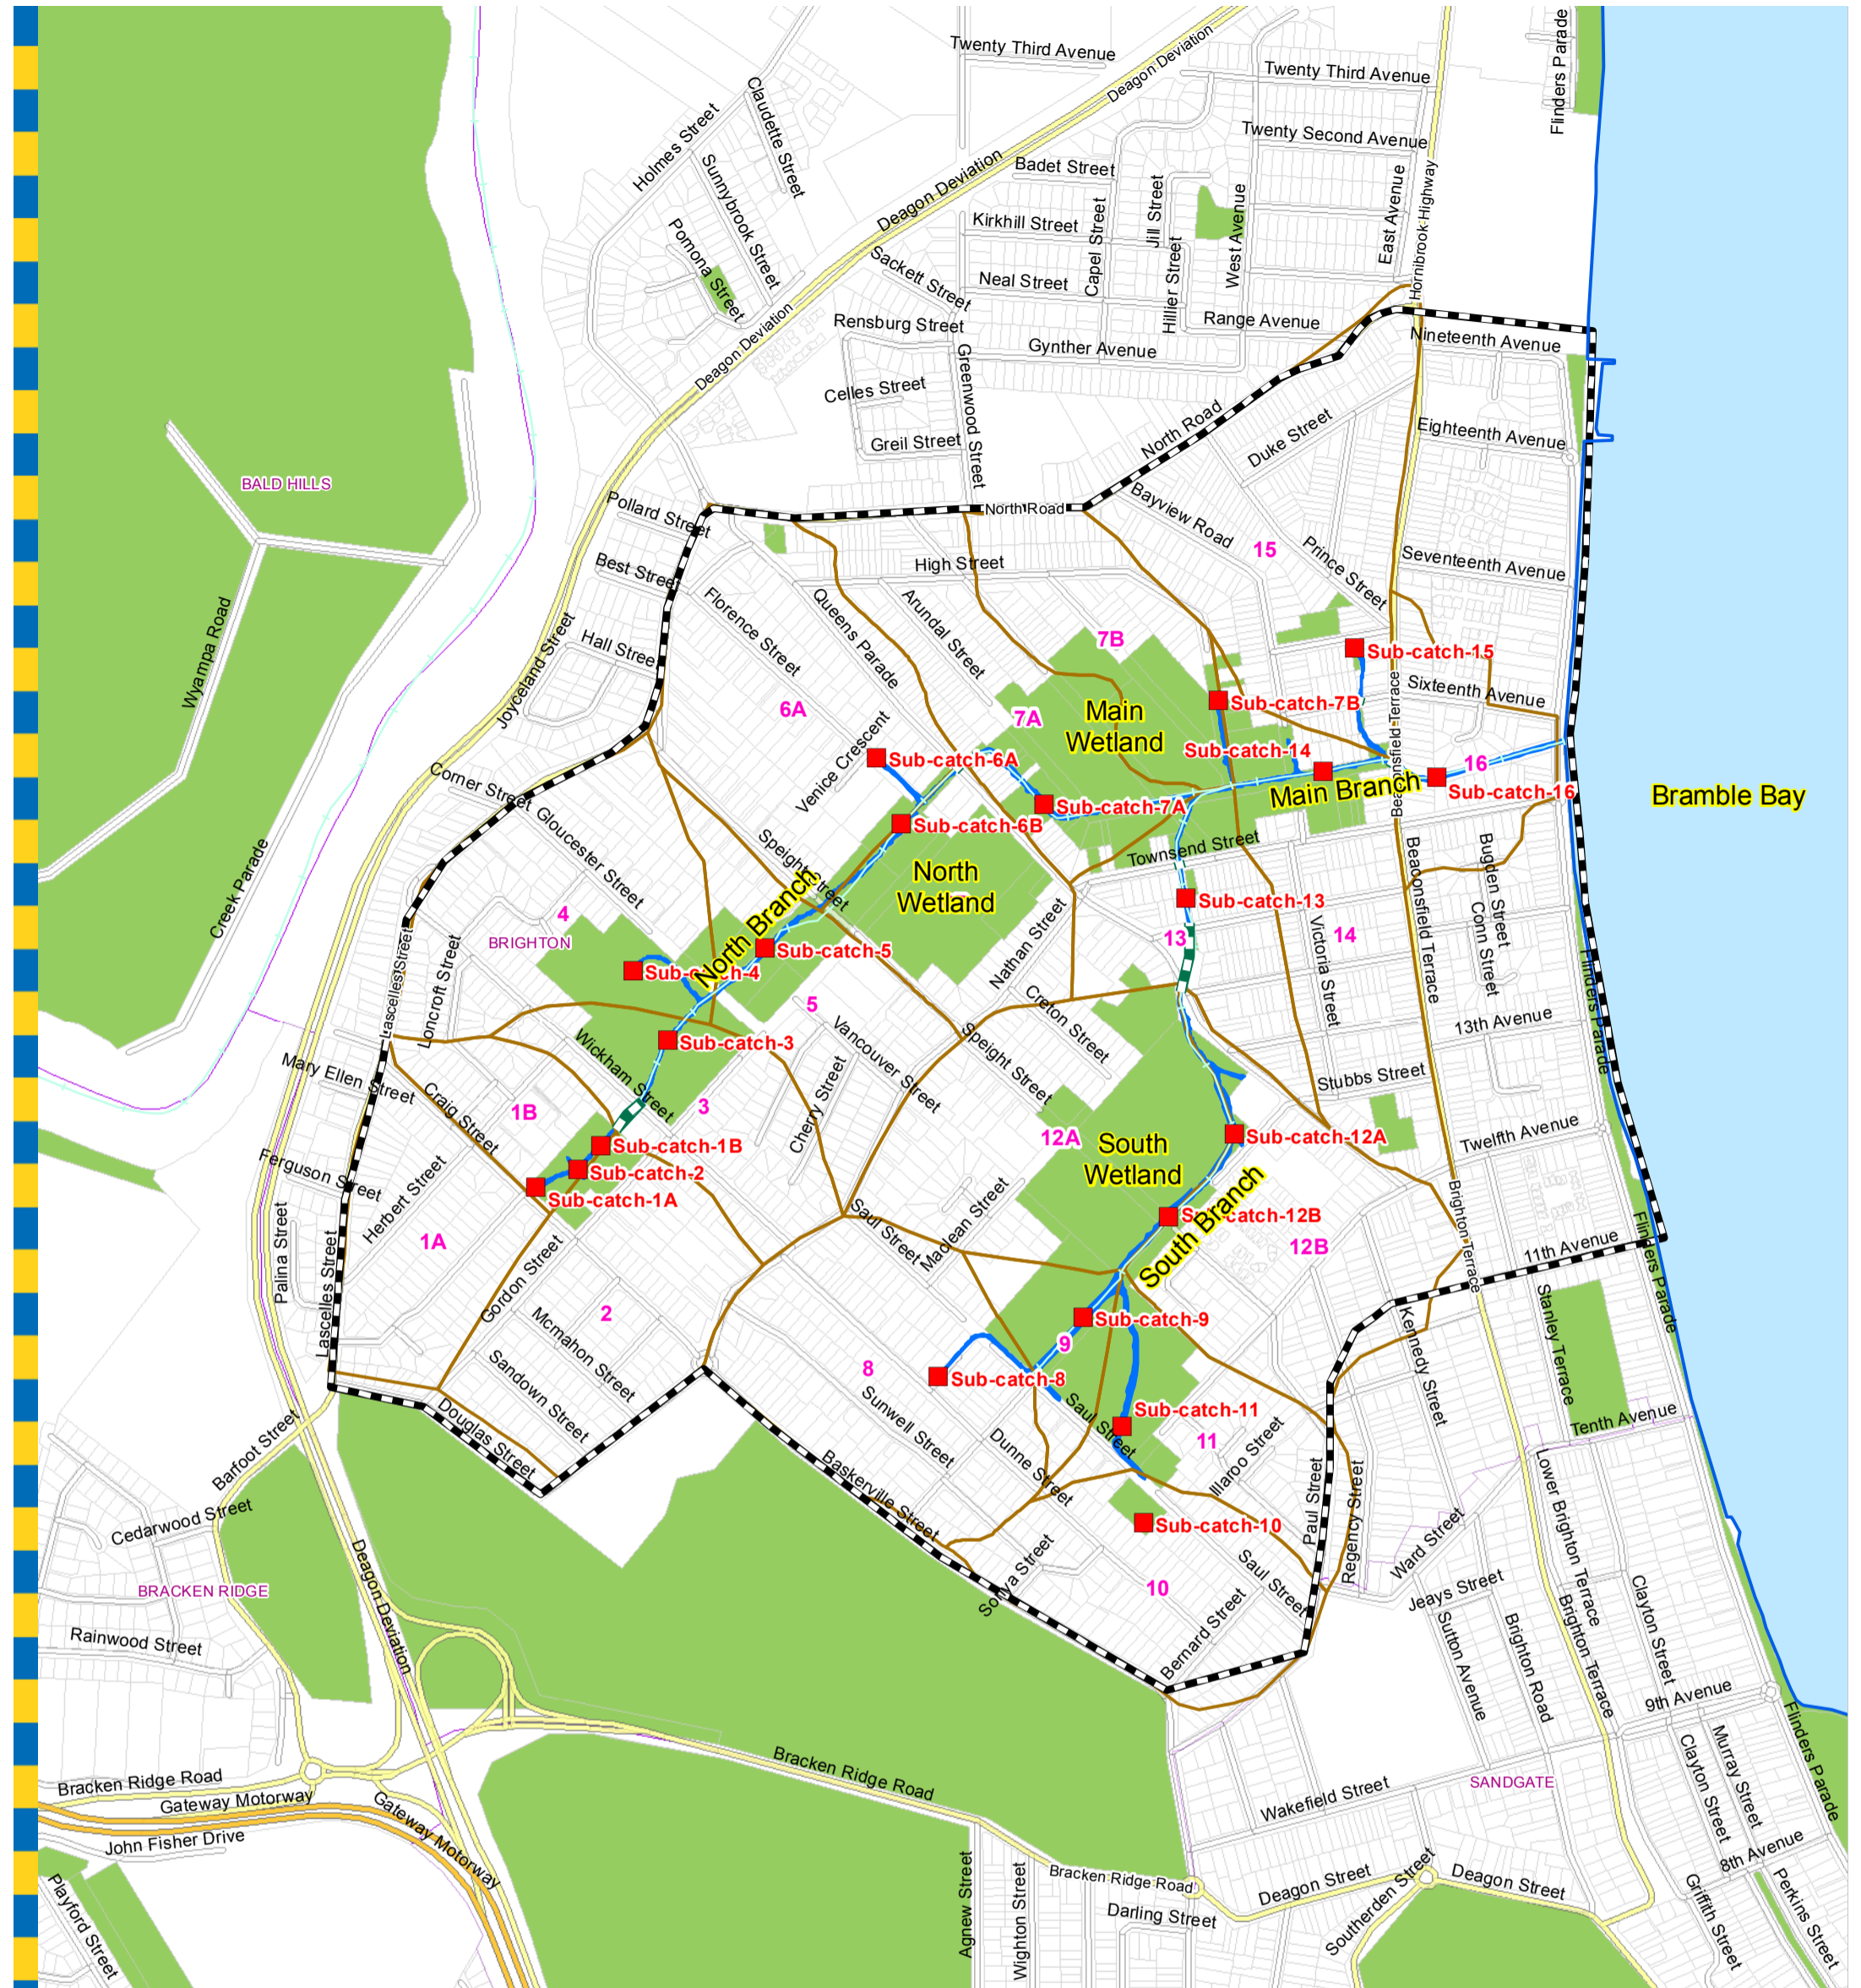 Twenty Third Avenue
Deagon Deviation
Twenty Third Avenue
Flinders Parade
Claudette Street
Holmes Street
Twenty Second Avenue
Sunnybrook Street
Deagon Deviation
Badet Street
Jill Street
West Avenue
East Avenue
Hornibrook Highway
Pomona Street
Kirkhill Street
Capel Street
Sackett Street
Neal Street
Hillier Street
Deagon Deviation
Rensburg Street
Range Avenue
Nineteenth Avenue
Gynther Avenue
Greenwood Street
Celles Street
North Road
Duke Street
Eighteenth Avenue
Greil Street
BALD HILLS
Pollard Street
North Road
Bayview Road
15
Prince Street
Seventeenth Avenue
High Street
Best Street
Florence Street
Queens Parade
Arundal Street
Wyampa Road
Joyceland Street
7B
Sub-catch-15
Sixteenth Avenue
6A
7A
Main
Wetland
Sub-catch-7B
Beaconsfield Terrace
Venice Crescent
Sub-catch-6A
Sub-catch-14
16
Corner Street
Sub-catch-7A
Main Branch
Sub-catch-16
Bramble Bay
Gloucester Street
Speight Street
Sub-catch-6B
Townsend Street
Beaconsfield Terrace
Bugden Street
Creek Parade
North
Wetland
Sub-catch-13
4
BRIGHTON
North Branch
Sub-catch-5
Nathan Street
13
Victoria Street
14
Conn Street
Lascelles Street
Loncroft Street
Sub-catch-4
Flinders Parade
5
Creton Street
13th Avenue
Wickham Street
Sub-catch-3
Vancouver Street
Speight Street
Mary Ellen Street
Craig Street
1B
3
Cherry Street
Stubbs Street
12A
South
Wetland
Sub-catch-12A
Twelfth Avenue
Sub-catch-1B
Ferguson Street
Sub-catch-2
Sub-catch-1A
Herbert Street
Palina Street
Lascelles Street
1A
Gordon Street
Saul Street
Maclean Street
Sub-catch-12B
South Branch
12B
Brighton Terrace
11th Avenue
Flinders Parade
2
Mcmahon Street
Sandown Street
Sub-catch-9
9
Kennedy Street
Stanley Terrace
8
Sub-catch-8
Sunwell Street
Saul Street
Sub-catch-11
11
Tenth Avenue
Douglas Street
Barfoot Street
Baskerville Street
Dunne Street
Illaroo Street
Paul Street
Regency Street
Lower Brighton Terrace
Cedarwood Street
Sub-catch-10
Ward Street
Deagon Deviation
BRACKEN RIDGE
10
Saul Street
Jeays Street
Bernard Street
Sutton Avenue
Brighton Road
Brighton Terrace
Clayton Street
Rainwood Street
9th Avenue
Flinders Parade
Bracken Ridge Road
Bracken Ridge Road
Gateway Motorway
Gateway Motorway
John Fisher Drive
Wakefield Street
SANDGATE
Clayton Street
Murray Street
8th Avenue
Playford Street
Agnew Street
Wighton Street
Bracken Ridge Road
Darling Street
Deagon Street
Southerden Street
Deagon Street
Griffith Street
Perkins Street